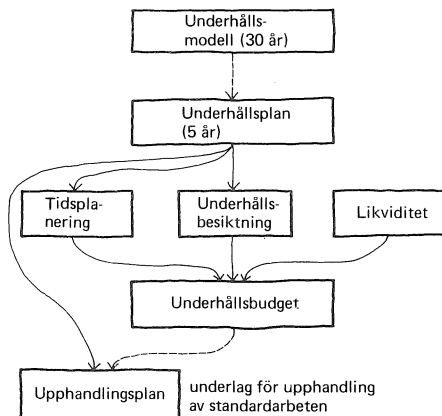 Underhålls-
modell (30 år)
Underhållsplan
(5 år)
Tidspla-
nering
Underhålls-
besiktning
Likviditet
Underhållsbudget
Upphandlingsplan
underlag för upphandling
av standardarbeten